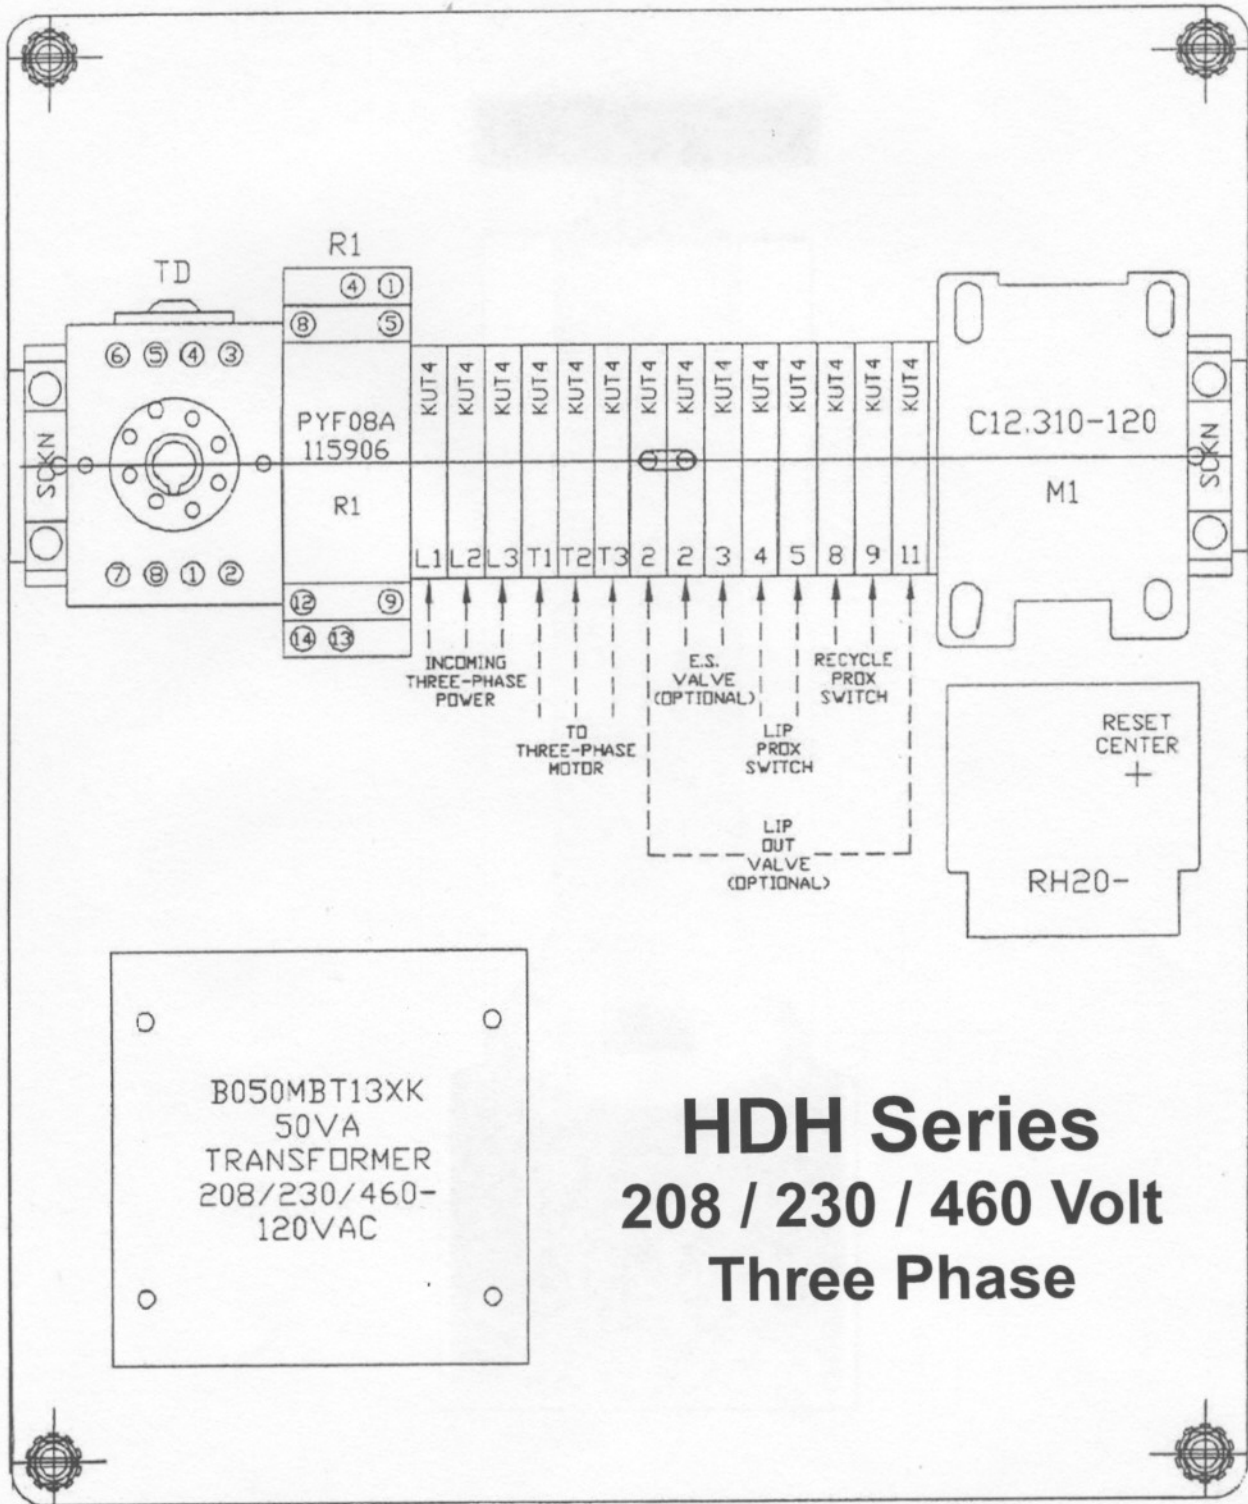 R1
TD
④ ①
⑧ ⑤
⑥ ⑤ ④ ③
KUT4 KUT4 KUT4 KUT4 KUT4 KUT4 KUT4 KUT4 KUT4 KUT4 KUT4 KUT4 KUT4 KUT4
PYF08A
115906
C12.310-120
SDKN
SDKN
R1
M1
L1 L2 L3 T1 T2 T3 2 2 3 4 5 8 9 11
⑦ ⑧ ① ②
⑫ ⑨
⑭ ⑬
INCOMING
THREE-PHASE
POWER
E.S.
VALVE
(OPTIONAL)
RECYCLE
PROX
SWITCH
TO
THREE-PHASE
MOTOR
LIP
PROX
SWITCH
RESET
CENTER
LIP
OUT
VALVE
(OPTIONAL)
RH20-
B050MBT13XK
50VA
TRANSFORMER
208/230/460-
120VAC
HDH Series
208 / 230 / 460 Volt
Three Phase